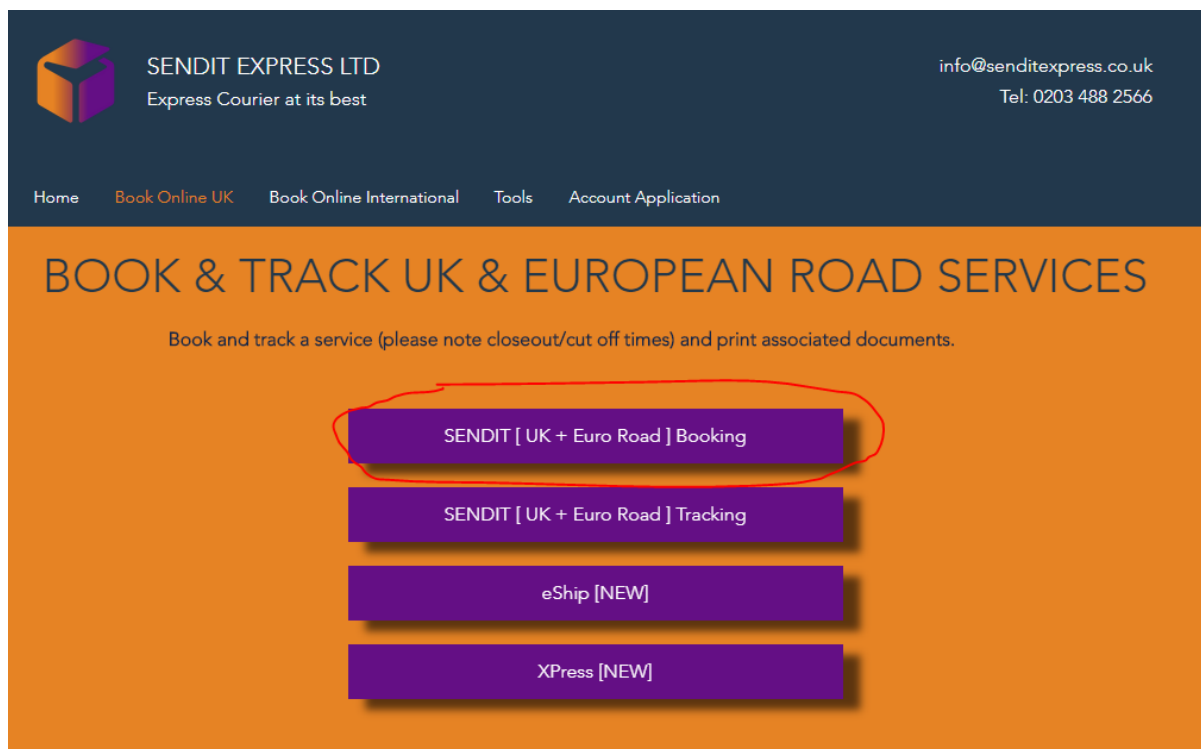 SENDIT EXPRESS LTD
Express Courier at its best
info@senditexpress.co.uk
Tel: 0203 488 2566
Home Book Online UK Book Online International Tools Account Application
BOOK & TRACK UK & EUROPEAN ROAD SERVICES
Book and track a service (please note closeout/cut off times) and print associated documents.
SENDIT [ UK + Euro Road ] Booking
SENDIT [ UK + Euro Road ] Tracking
eShip [NEW]
XPress [NEW]